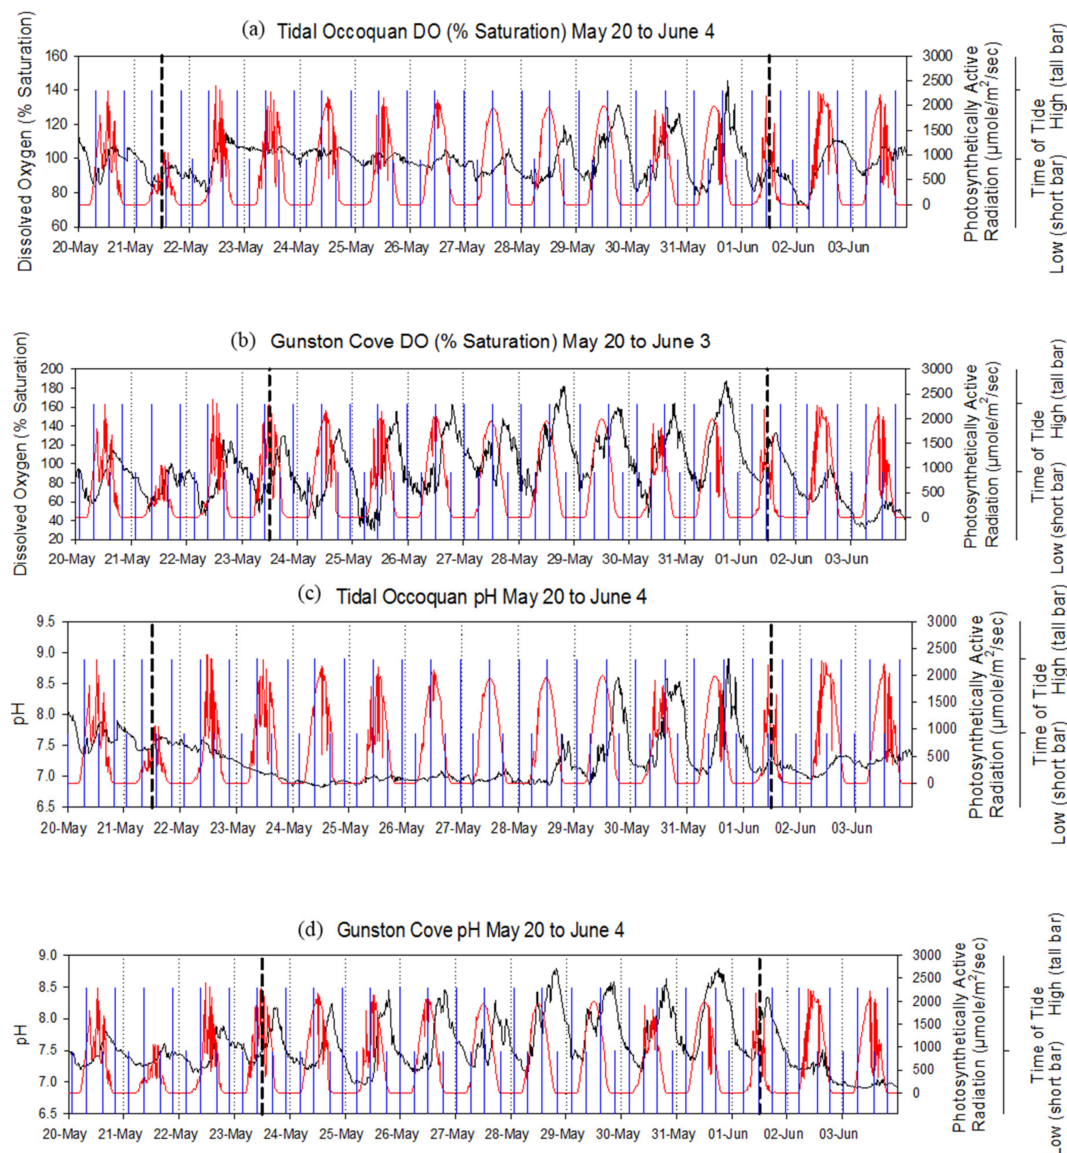 (a) Tidal Occoquan DO (% Saturation) May 20 to June 4
Dissolved Oxygen (% Saturation)
160
140
120
100
80
60
3000
2500
2000
1500
1000
500
0
Photosynthetically Active
Radiation (µmole/m²/sec)
Time of Tide
Low (short bar) High (tall bar)
20-May 21-May 22-May 23-May 24-May 25-May 26-May 27-May 28-May 29-May 30-May 31-May 01-Jun 02-Jun 03-Jun
(b) Gunston Cove DO (% Saturation) May 20 to June 3
Dissolved Oxygen (% Saturation)
200
180
160
140
120
100
80
60
40
20
3000
2500
2000
1500
1000
500
0
Photosynthetically Active
Radiation (µmole/m²/sec)
Time of Tide
Low (short bar) High (tall bar)
20-May 21-May 22-May 23-May 24-May 25-May 26-May 27-May 28-May 29-May 30-May 31-May 01-Jun 02-Jun 03-Jun
(c) Tidal Occoquan pH May 20 to June 4
pH
9.5
9.0
8.5
8.0
7.5
7.0
6.5
3000
2500
2000
1500
1000
500
0
Photosynthetically Active
Radiation (µmole/m²/sec)
Time of Tide
Low (short bar) High (tall bar)
20-May 21-May 22-May 23-May 24-May 25-May 26-May 27-May 28-May 29-May 30-May 31-May 01-Jun 02-Jun 03-Jun
(d) Gunston Cove pH May 20 to June 4
pH
9.0
8.5
8.0
7.5
7.0
6.5
3000
2500
2000
1500
1000
500
0
Photosynthetically Active
Radiation (µmole/m²/sec)
Time of Tide
Low (short bar) High (tall bar)
20-May 21-May 22-May 23-May 24-May 25-May 26-May 27-May 28-May 29-May 30-May 31-May 01-Jun 02-Jun 03-Jun